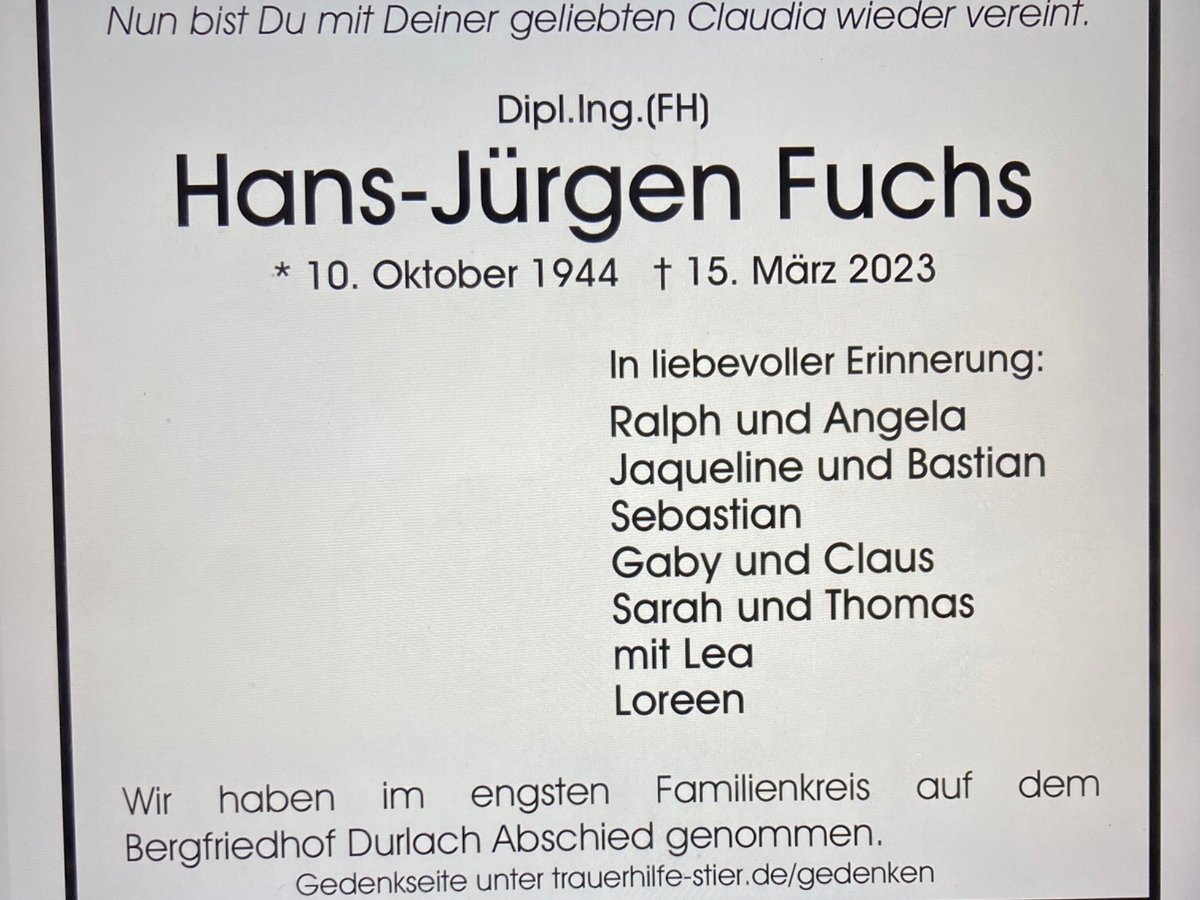 Nun bist Du mit Deiner geliebten Claudia wieder vereint.
Dipl.Ing.(FH)
Hans-Jürgen Fuchs
* 10. Oktober 1944 † 15. März 2023
In liebevoller Erinnerung:
Ralph und Angela
Jaqueline und Bastian
Sebastian
Gaby und Claus
Sarah und Thomas
mit Lea
Loreen
Wir haben im engsten Familienkreis auf dem
Bergfriedhof Durlach Abschied genommen.
Gedenkseite unter trauerhilfe-stier.de/gedenken